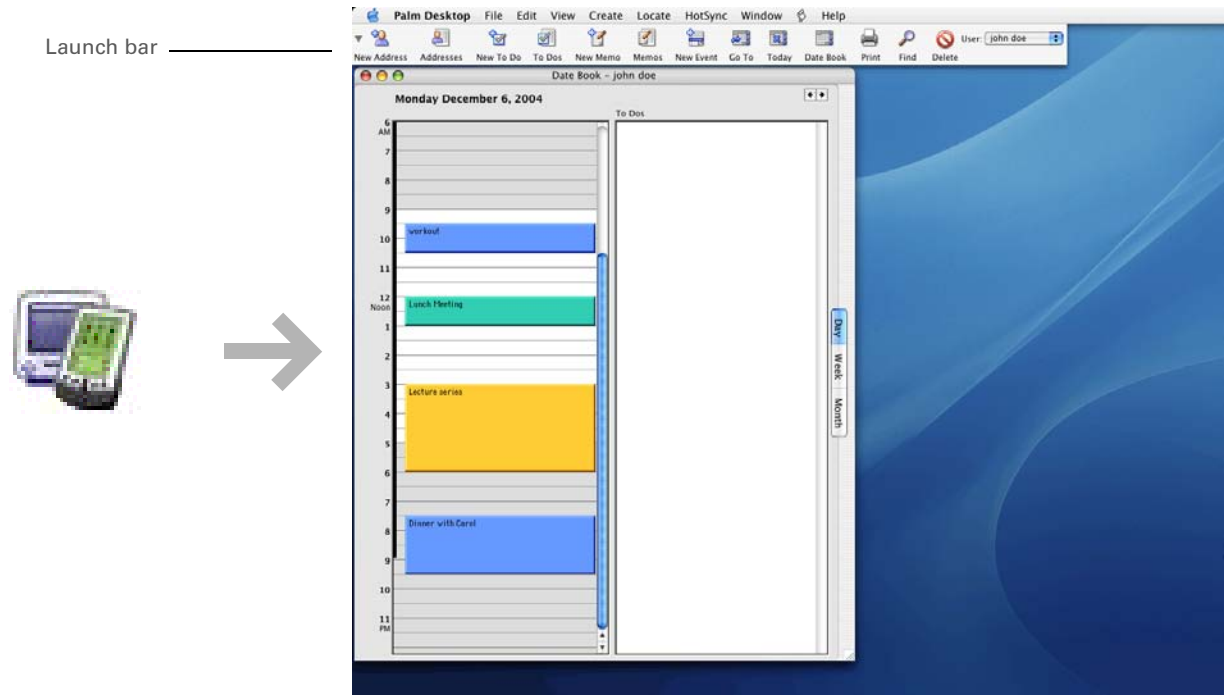 Launch bar
Palm Desktop File Edit View Create Locate HotSync Window Help
New Address Addresses New To Do To Dos New Memo Memos New Event Go To Today Date Book Print Find Delete User: john doe
Date Book - john doe
Monday December 6, 2004
To Dos
6
AM
7
8
9
workout
10
11
12
Noon
Lunch Meeting
1
2
3
Lecture series
4
5
6
7
Dinner with Carol
8
9
10
11
PM
Day
Week
Month